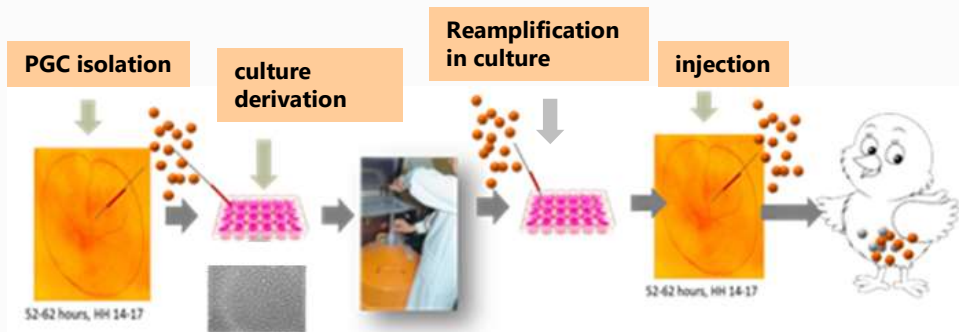 PGC isolation
culture
derivation
Reamplification
in culture
injection
52-62 hours, HH 14-17
52-62 hours, HH 14-17